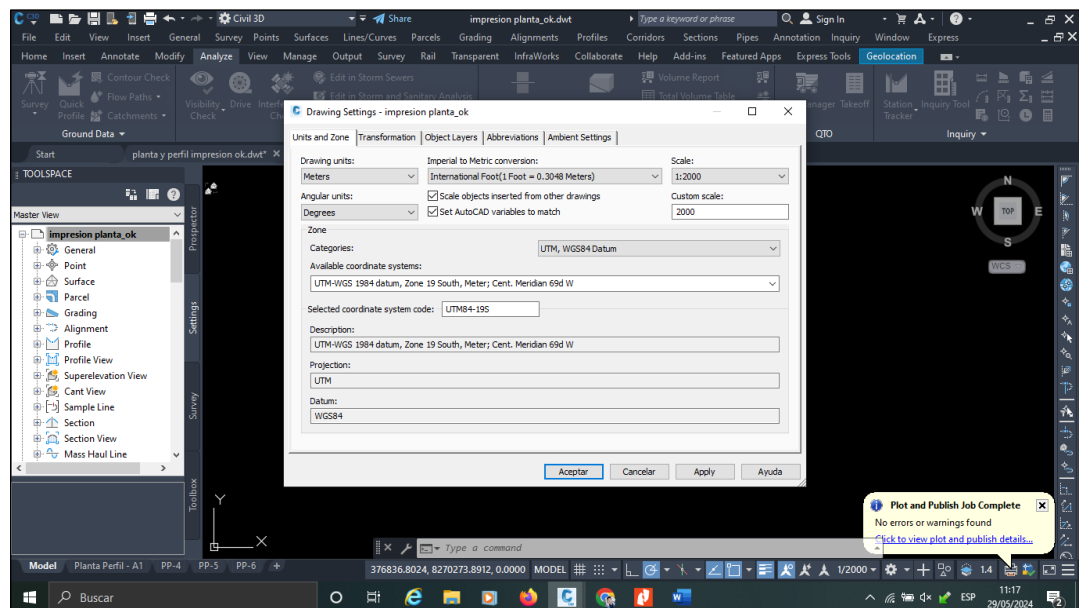 C 3D Civil 3D Share impresion planta_ok.dwt Type a keyword or phrase Sign In
File Edit View Insert General Survey Points Surfaces Lines/Curves Parcels Grading Alignments Profiles Corridors Sections Pipes Annotation Inquiry Window Express
Home Insert Annotate Modify Analyze View Manage Output Survey Rail Transparent InfraWorks Collaborate Help Add-ins Featured Apps Express Tools Geolocation
Contour Check Edit in Storm Sewers Volume Report
Flow Paths Edit in Storm and Sanitary Analysis Total Volume Table
Survey Quick Profile Catchments Visibility Check Drive Takeoff Station Tracker Inquiry Tool
Ground Data QTO Inquiry
Start planta y perfil impresion ok.dwt*
TOOLSPACE
Master View
impresion planta_ok
General
Point
Surface
Parcel
Grading
Alignment
Profile
Profile View
Superelevation View
Cant View
Sample Line
Section
Section View
Mass Haul Line
Prospector
Settings
Survey
Toolbox
Drawing Settings - impresion planta_ok
Units and Zone Transformation Object Layers Abbreviations Ambient Settings
Drawing units: Imperial to Metric conversion: Scale:
Meters International Foot(1 Foot = 0.3048 Meters) 1:2000
Angular units: Scale objects inserted from other drawings Custom scale:
Degrees Set AutoCAD variables to match 2000
Zone
Categories: UTM, WGS84 Datum
Available coordinate systems:
UTM-WGS 1984 datum, Zone 19 South, Meter; Cent. Meridian 69d W
Selected coordinate system code: UTM84-19S
Description:
UTM-WGS 1984 datum, Zone 19 South, Meter; Cent. Meridian 69d W
Projection:
UTM
Datum:
WGS84
Aceptar Cancelar Apply Ayuda
N
W TOP E
S
WCS
Y
X
Plot and Publish Job Complete
No errors or warnings found
Click to view plot and publish details...
Type a command
Model Planta Perfil - A1 PP-4 PP-5 PP-6 + 376836.8024, 8270273.8912, 0.0000 MODEL 1/2000 1.4
Buscar ESP 11:17
29/05/2024